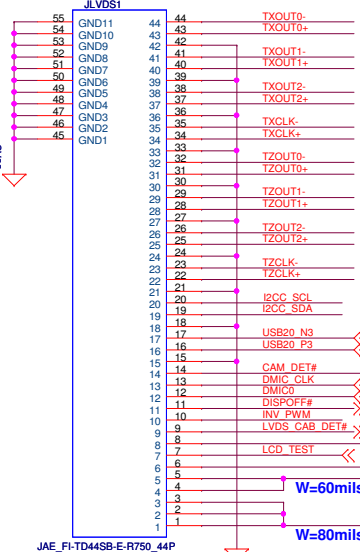 JLVDS1
55 GND11 44 44 TXOUT0-
54 GND10 43 43 TXOUT0+
53 GND9 42 42
52 GND8 41 41 TXOUT1-
51 GND7 40 40 TXOUT1+
50 GND6 39 39
49 GND5 38 38 TXOUT2-
48 GND4 37 37 TXOUT2+
47 GND3 36 36
46 GND2 35 35 TXCLK-
45 GND1 34 34 TXCLK+
33 33
32 32 TZOUT0-
31 31 TZOUT0+
30 30
29 29 TZOUT1-
28 28 TZOUT1+
27 27
26 26 TZOUT2-
25 25 TZOUT2+
24 24
23 23 TZCLK-
22 22 TZCLK+
21 21
20 20 I2CC_SCL
19 19 I2CC_SDA
18 18
17 17 USB20_N3
16 16 USB20_P3
15 15
14 14 CAM_DET#
13 13 DMIC_CLK
12 12 DMIC0
11 11 DISPOFF#
10 10 INV_PWM
9 9 LVDS_CAB_DET#
8 8
7 7 LCD_TEST
6 6
5 5
4 4 W=60mils
3 3
2 2
1 1 W=80mils
JAE_FI-TD44SB-E-R750_44P